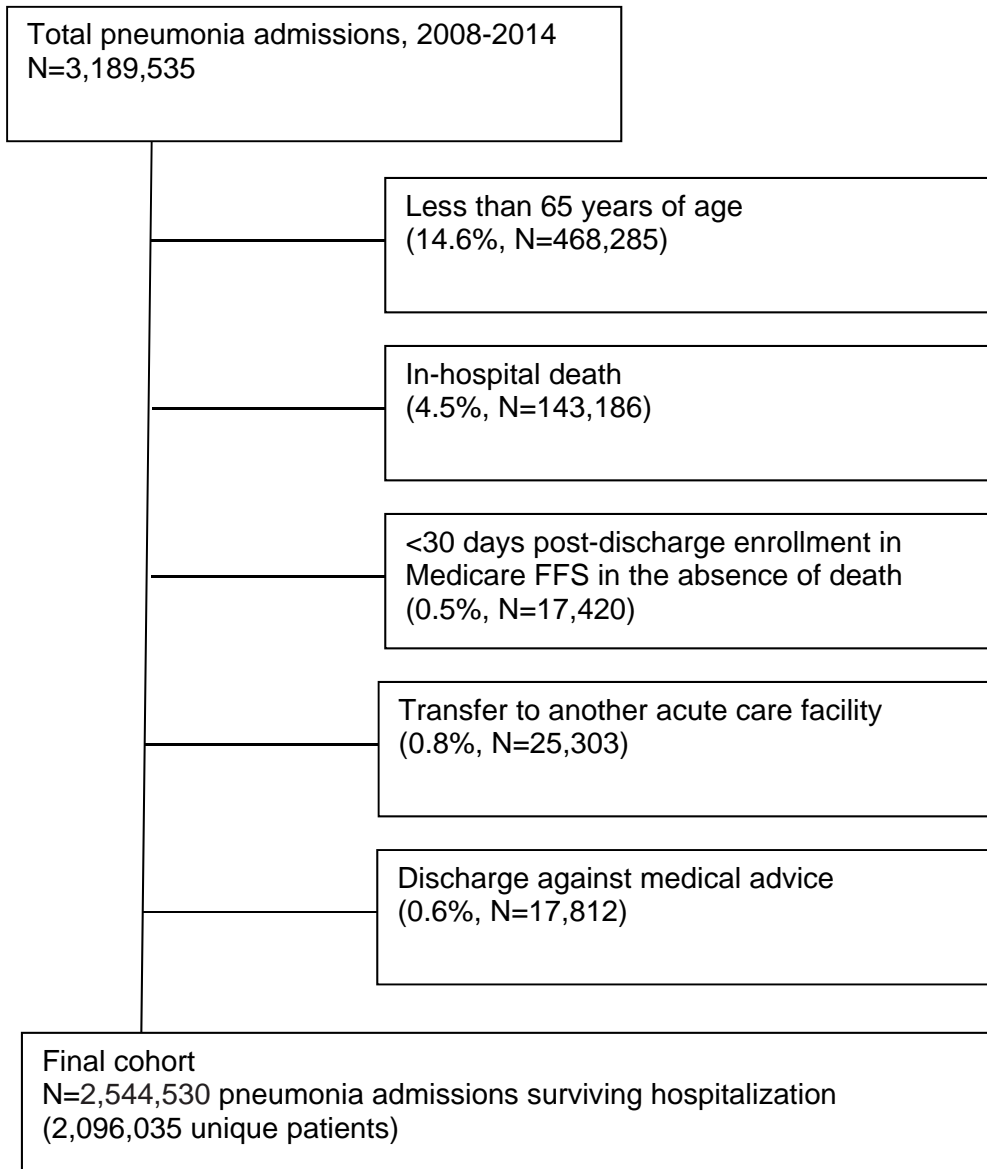 Total pneumonia admissions, 2008-2014
N=3,189,535
Less than 65 years of age
(14.6%, N=468,285)
In-hospital death
(4.5%, N=143,186)
<30 days post-discharge enrollment in
Medicare FFS in the absence of death
(0.5%, N=17,420)
Transfer to another acute care facility
(0.8%, N=25,303)
Discharge against medical advice
(0.6%, N=17,812)
Final cohort
N=2,544,530 pneumonia admissions surviving hospitalization
(2,096,035 unique patients)